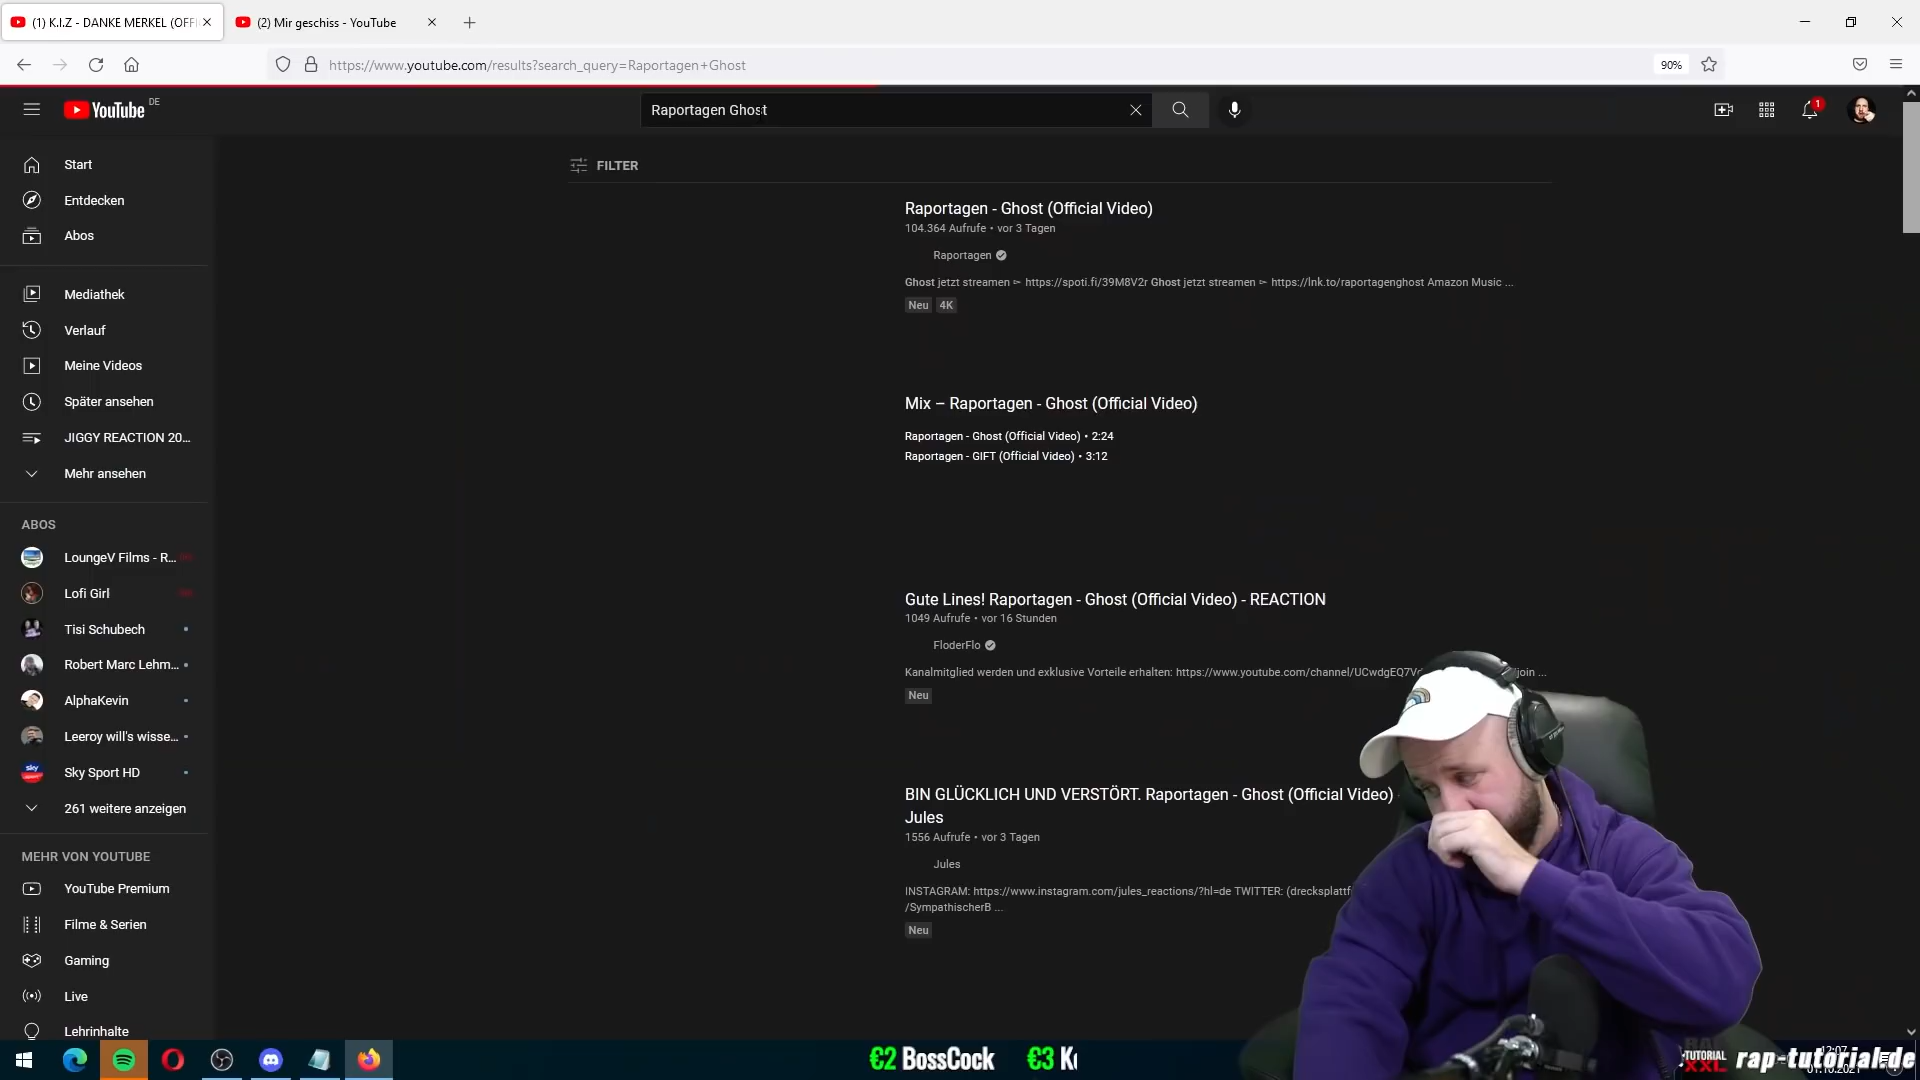 (1) K.I.Z - DANKE MERKEL (OFF
(2) Mir geschiss - YouTube
https://www.youtube.com/results?search_query=Raportagen+Ghost
90%
YouTube DE
Raportagen Ghost
1
Start
Entdecken
Abos
Mediathek
Verlauf
Meine Videos
Später ansehen
JIGGY REACTION 20...
Mehr ansehen
ABOS
LoungeV Films - R...
Lofi Girl
Tisi Schubech
Robert Marc Lehm...
AlphaKevin
Leeroy will's wisse...
Sky Sport HD
261 weitere anzeigen
MEHR VON YOUTUBE
YouTube Premium
Filme & Serien
Gaming
Live
Lehrinhalte
FILTER
Raportagen - Ghost (Official Video)
104.364 Aufrufe • vor 3 Tagen
Raportagen
Ghost jetzt streamen ► https://spoti.fi/39M8V2r Ghost jetzt streamen ► https://lnk.to/raportagenghost Amazon Music ...
Neu 4K
Mix – Raportagen - Ghost (Official Video)
Raportagen - Ghost (Official Video) • 2:24
Raportagen - GIFT (Official Video) • 3:12
Gute Lines! Raportagen - Ghost (Official Video) - REACTION
1049 Aufrufe • vor 16 Stunden
FloderFlo
Kanalmitglied werden und exklusive Vorteile erhalten: https://www.youtube.com/channel/UCwdgEQ7V join ...
Neu
BIN GLÜCKLICH UND VERSTÖRT. Raportagen - Ghost (Official Video)
Jules
1556 Aufrufe • vor 3 Tagen
Jules
INSTAGRAM: https://www.instagram.com/jules_reactions/?hl=de TWITTER: (drecksplattf
/SympathischerB ...
Neu
€2 BossCock €3
TUTORIAL XXL rap-tutorial.de
12:07